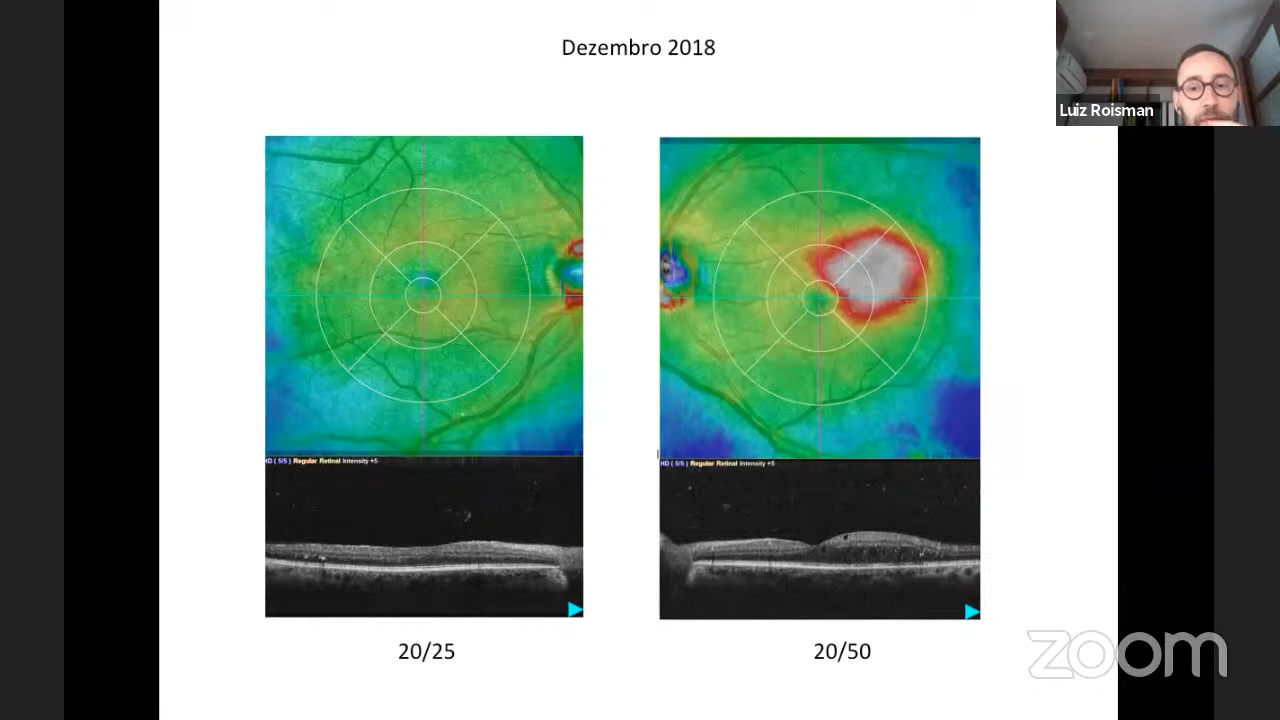 Dezembro 2018
Luiz Roisman
HD ( 5/5 ) Regular Retinal Intensity +5
HD ( 5/5 ) Regular Retinal Intensity +5
20/25
20/50
zoom